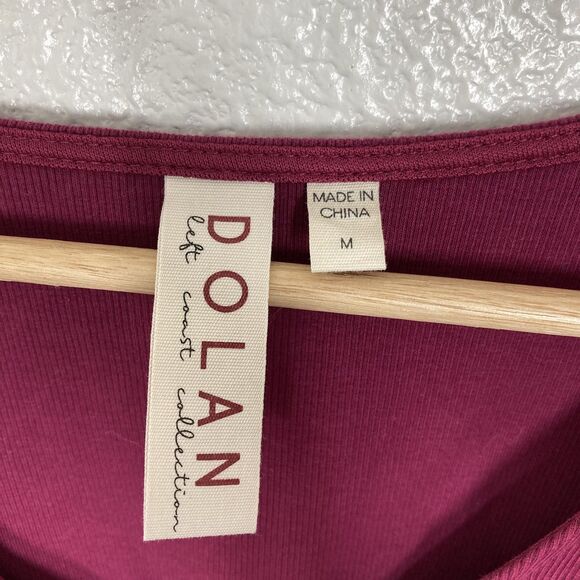 DOLAN
left coast collection
MADE IN
CHINA
M